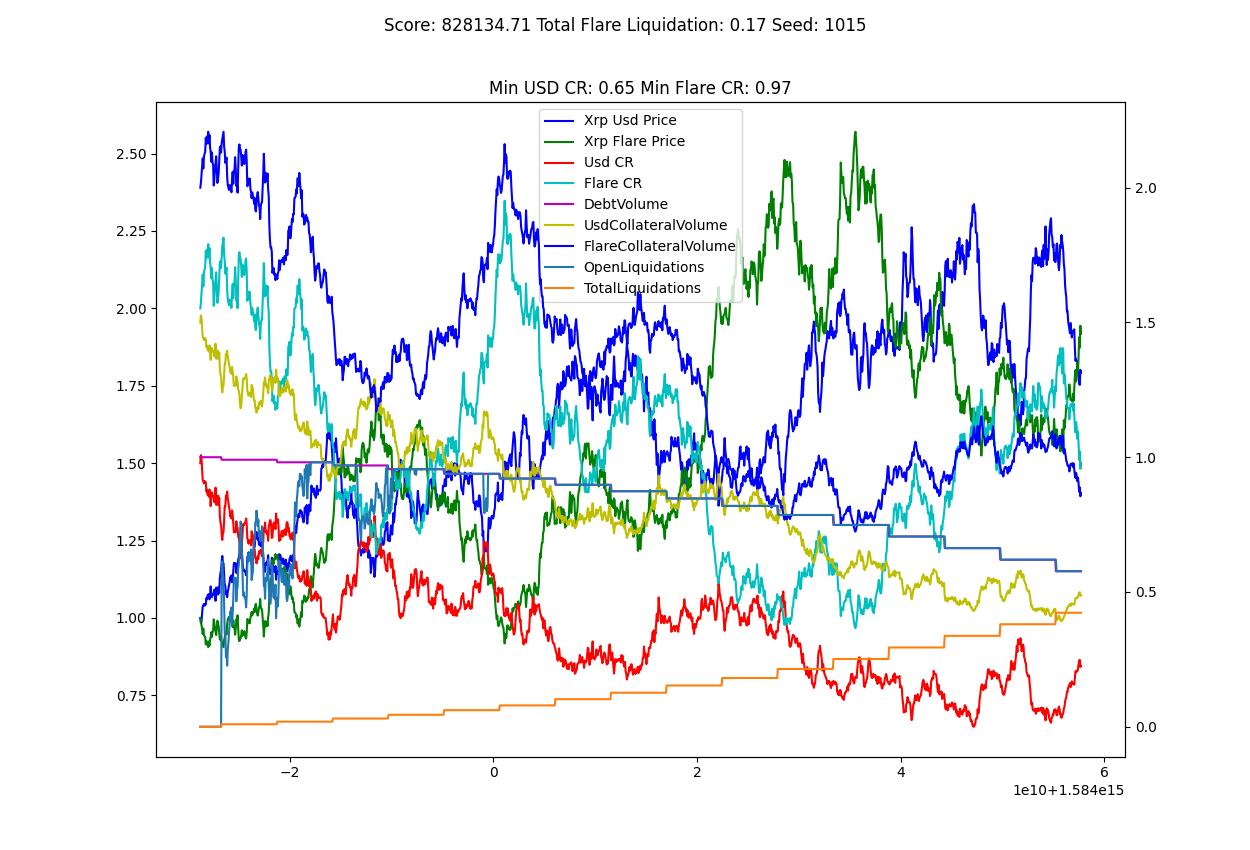 Score: 828134.71 Total Flare Liquidation: 0.17 Seed: 1015
Min USD CR: 0.65 Min Flare CR: 0.97
Xrp Usd Price
Xrp Flare Price
Usd CR
Flare CR
DebtVolume
UsdCollateralVolume
FlareCollateralVolume
OpenLiquidations
TotalLiquidations
2.50
2.25
2.00
1.75
1.50
1.25
1.00
0.75
2.0
1.5
1.0
0.5
0.0
−2 0 2 4 6
1e10+1.584e15